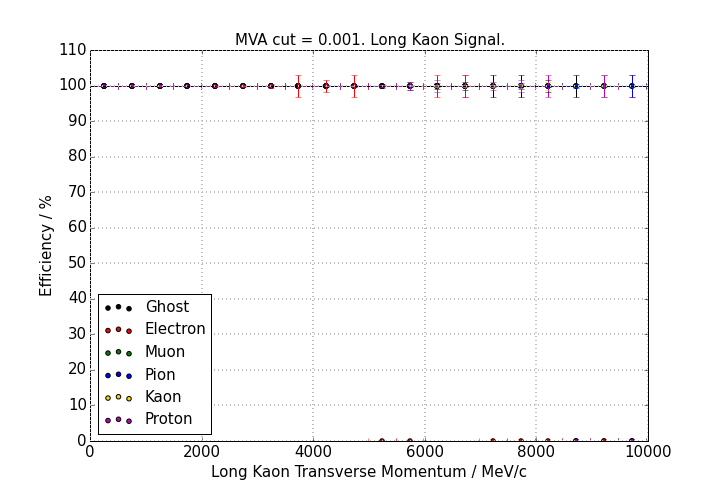 MVA cut = 0.001. Long Kaon Signal.
110
100
90
80
70
60
50
40
30
20
10
0
Efficiency / %
Ghost
Electron
Muon
Pion
Kaon
Proton
0 2000 4000 6000 8000 10000
Long Kaon Transverse Momentum / MeV/c